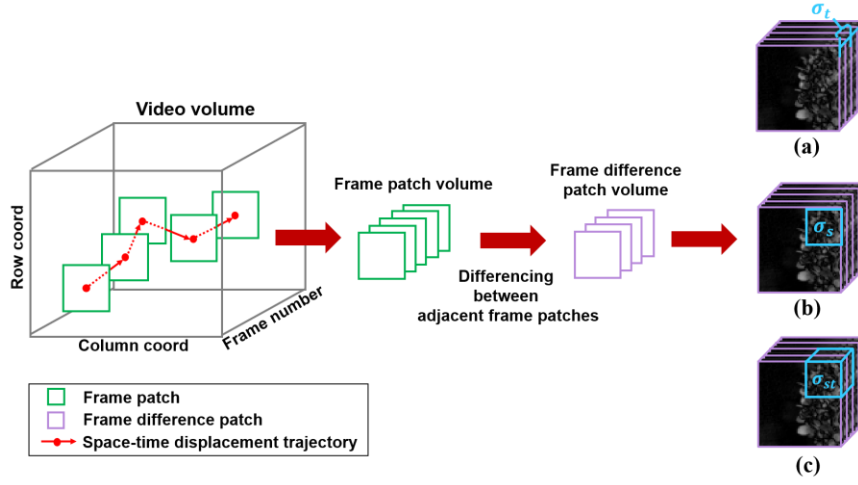 σt
(a)
Video volume
Row coord
Column coord
Frame number
Frame patch volume
Differencing
between
adjacent frame patches
Frame difference
patch volume
σs
(b)
σst
(c)
Frame patch
Frame difference patch
Space-time displacement trajectory